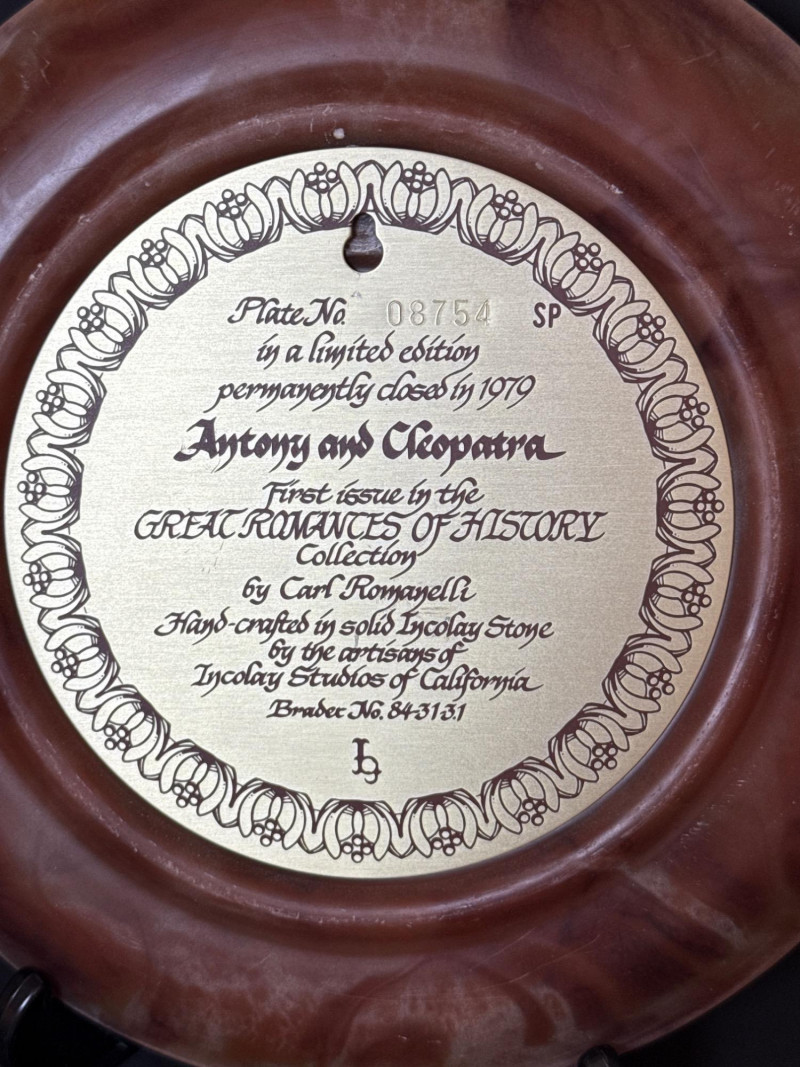 Plate No. 08754 SP
in a limited edition
permanently closed in 1979
Antony and Cleopatra
First issue in the
GREAT ROMANCES OF HISTORY
Collection
by Carl Romanelli
Hand-crafted in solid Incolay Stone
by the artisans of
Incolay Studios of California
Bradex No. 84-31-3.1